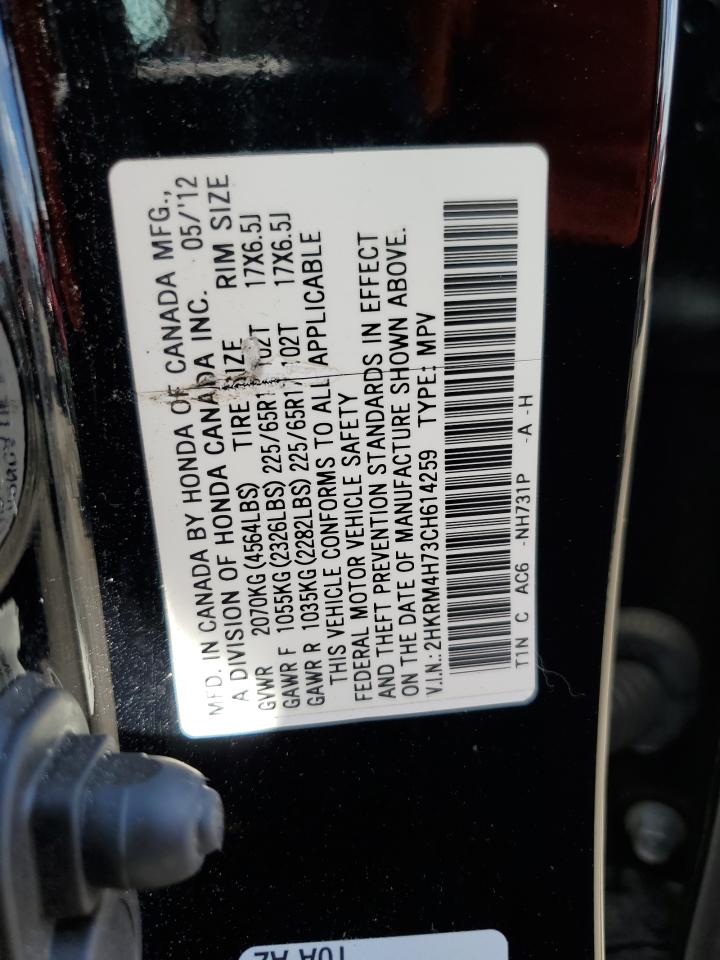 MFD. IN CANADA BY HONDA OF CANADA MFG.,
A DIVISION OF HONDA CANADA INC. 05/'12
TIRE SIZE RIM SIZE
GVWR 2070KG (4564LBS)
GAWR F 1055KG (2326LBS) 225/65R1 102T 17X6.5J
GAWR R 1035KG (2282LBS) 225/65R1 102T 17X6.5J
THIS VEHICLE CONFORMS TO ALL APPLICABLE
FEDERAL MOTOR VEHICLE SAFETY
AND THEFT PREVENTION STANDARDS IN EFFECT
ON THE DATE OF MANUFACTURE SHOWN ABOVE.
V.I.N.: 2HKRM4H73CH614259 TYPE: MPV
T1N C AC6 -NH731P -A -H